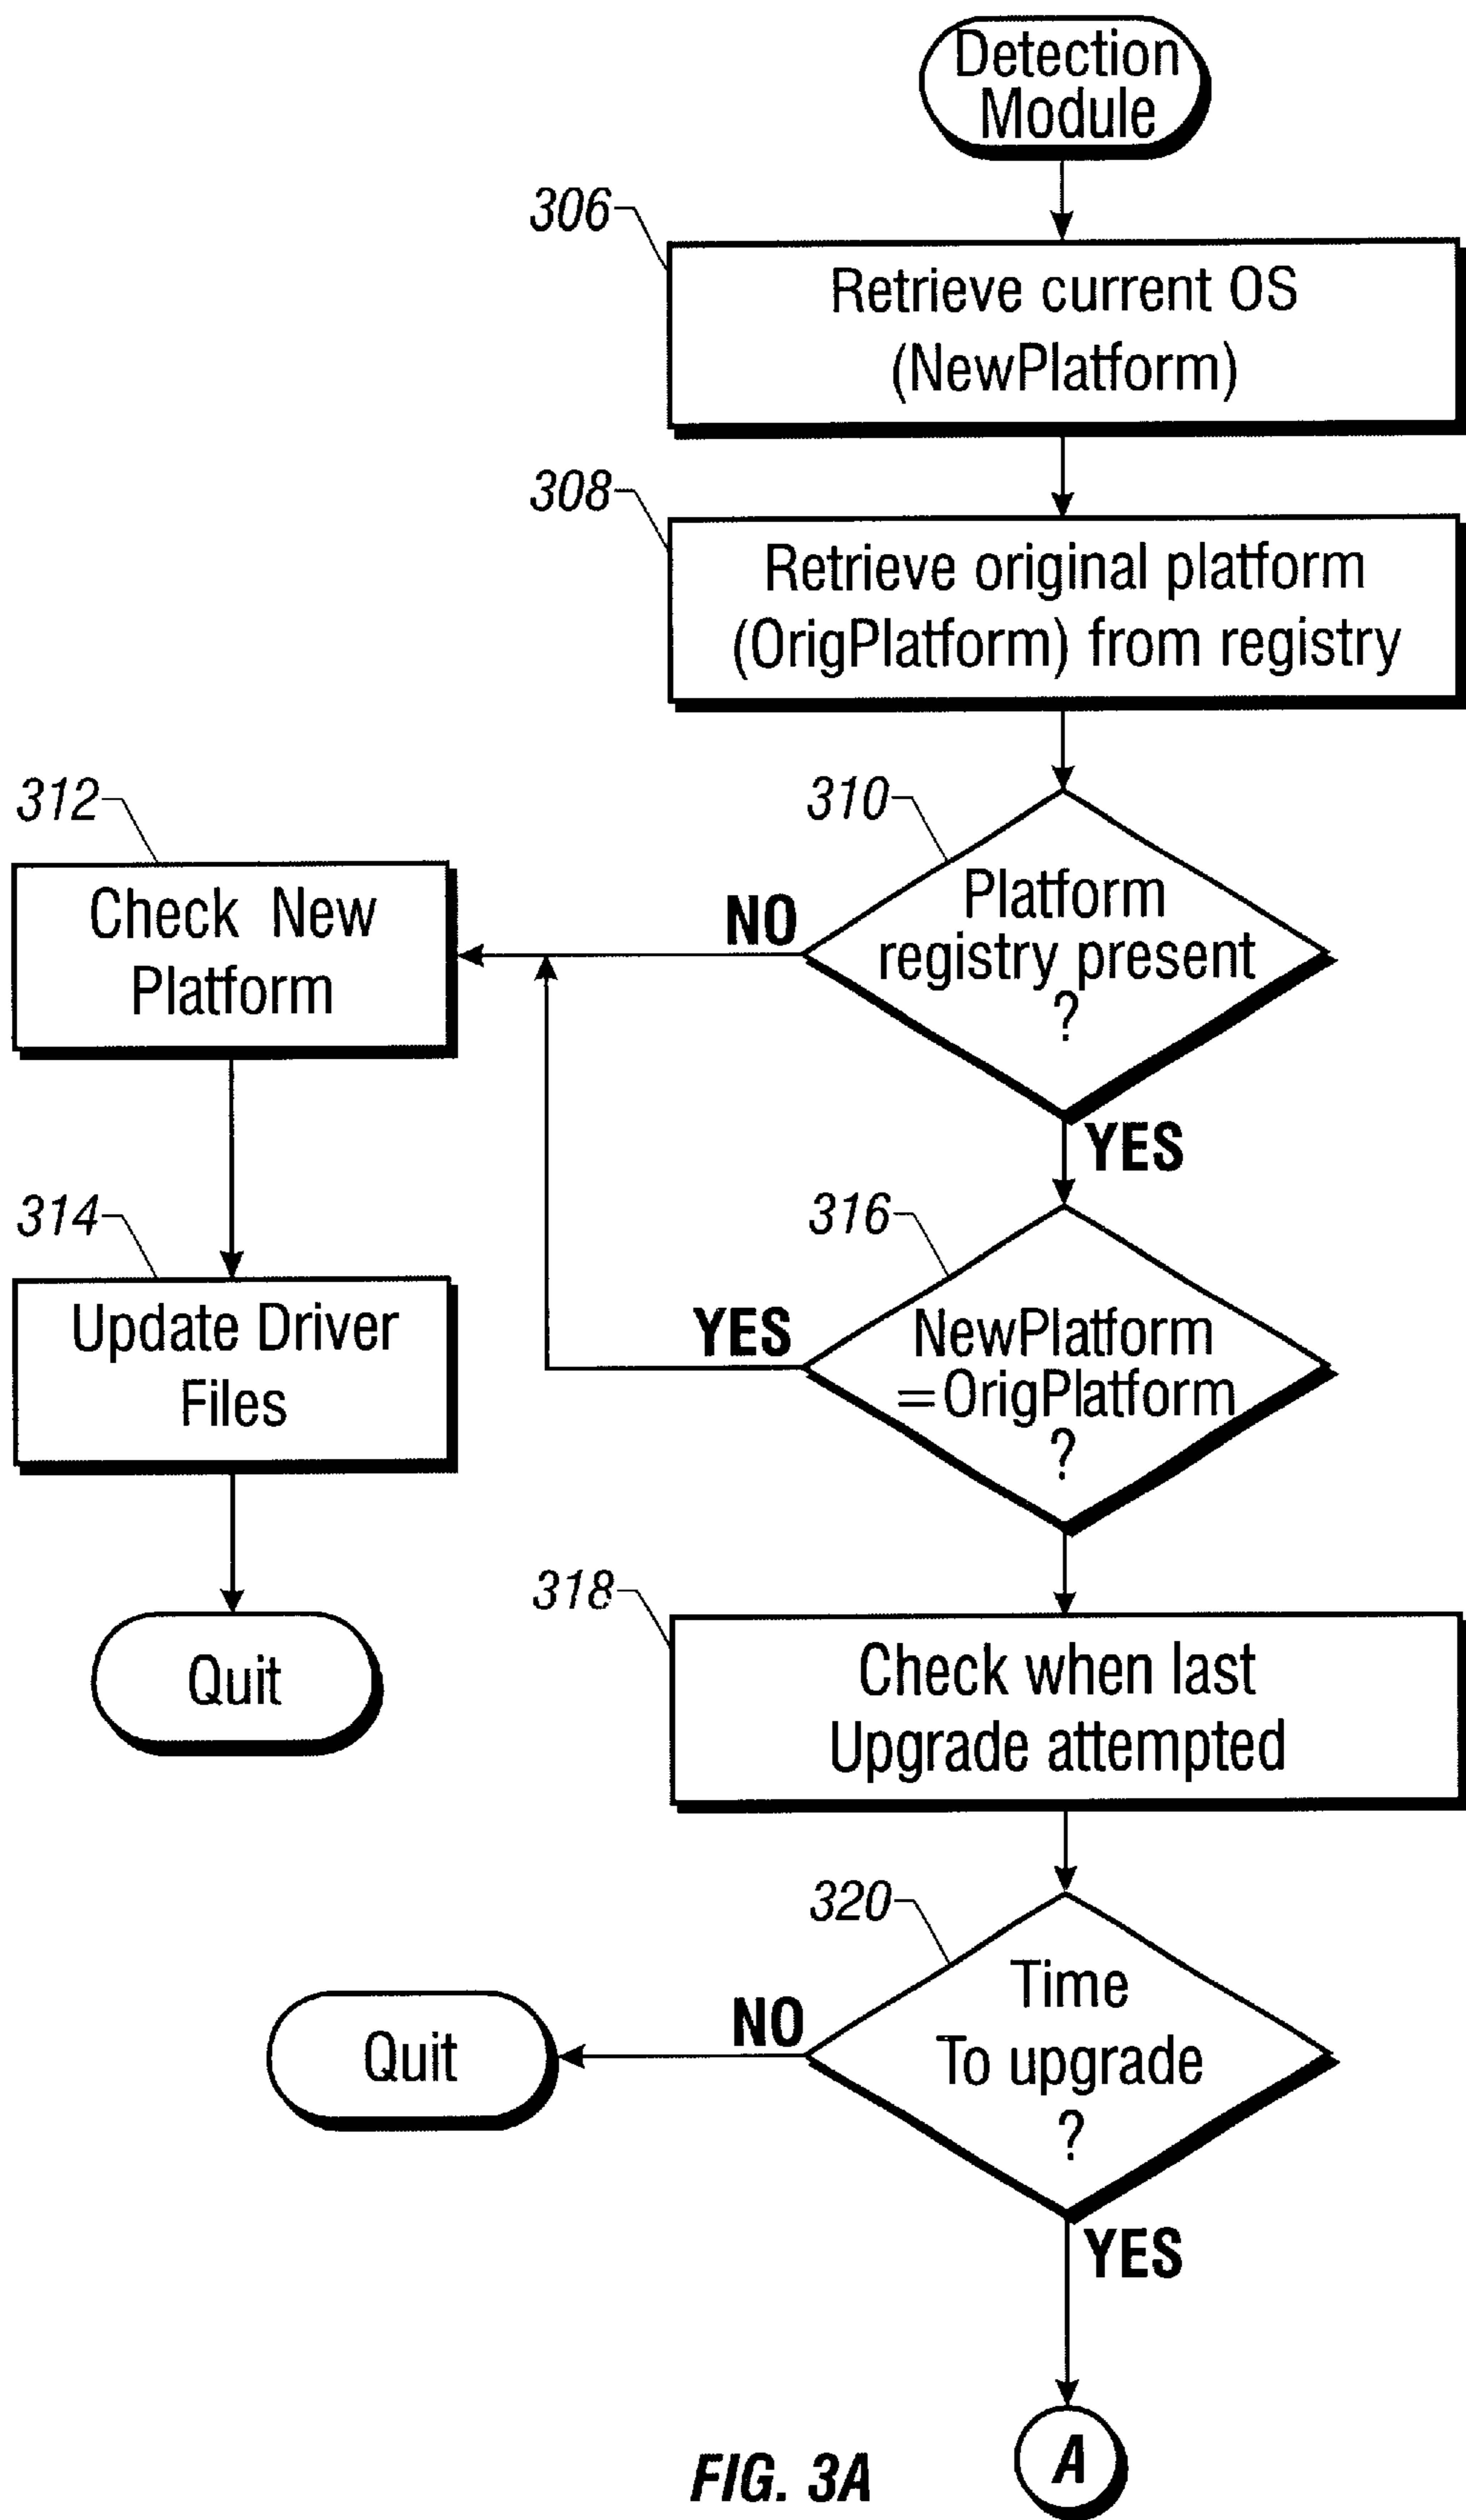 Detection
Module
306
Retrieve current OS
(NewPlatform)
308
Retrieve original platform
(OrigPlatform) from registry
310
Platform
registry present
?
NO
YES
312
Check New
Platform
314
Update Driver
Files
Quit
316
NewPlatform
=OrigPlatform
?
YES
318
Check when last
Upgrade attempted
320
Time
To upgrade
?
NO
Quit
YES
A
FIG. 3A